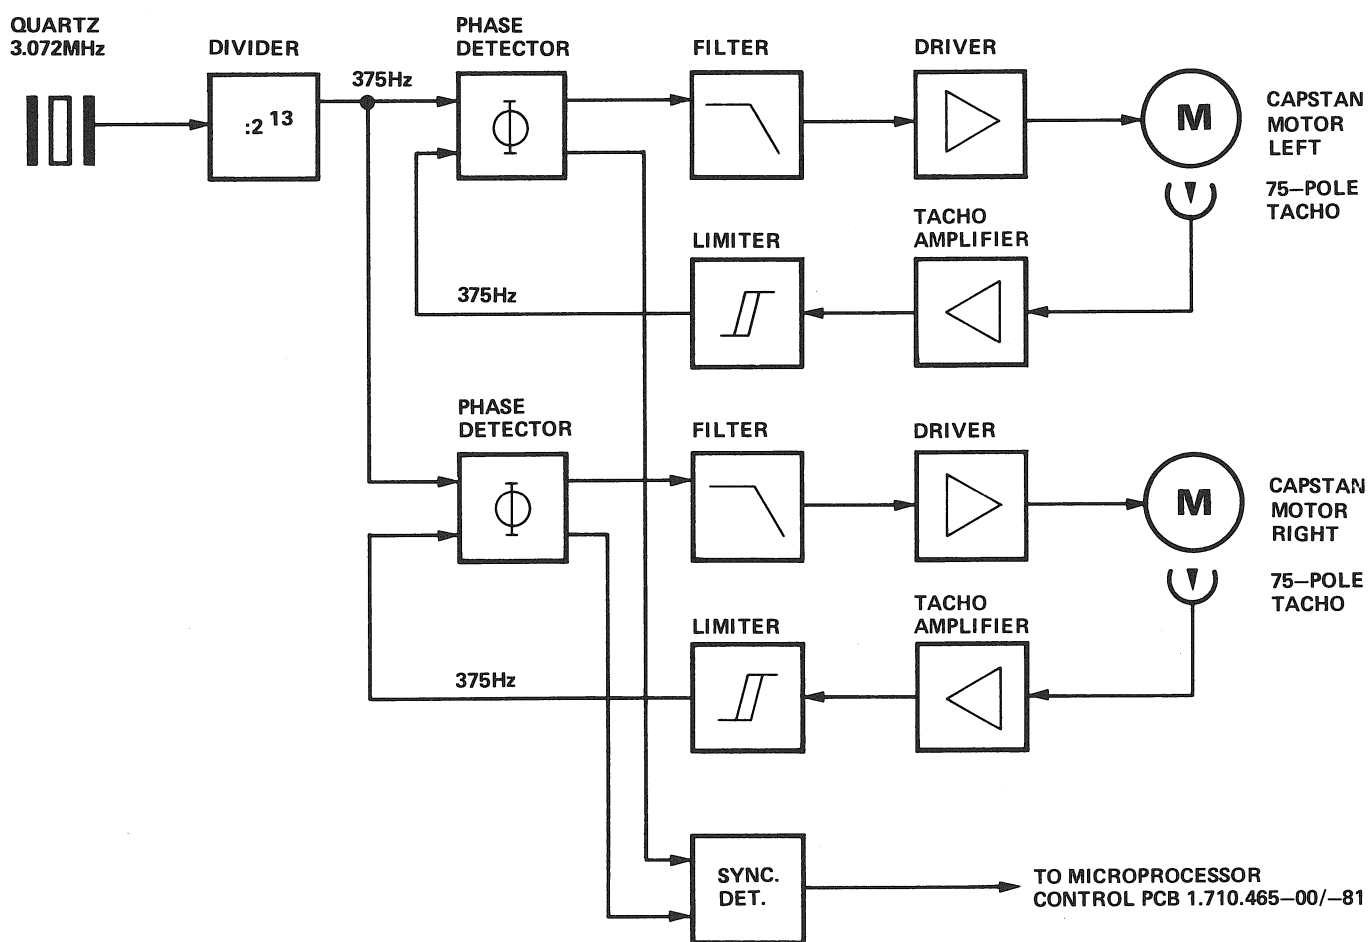 QUARTZ
3.072MHz
DIVIDER
:2 13
375Hz
PHASE
DETECTOR
Φ
FILTER
DRIVER
M
CAPSTAN
MOTOR
LEFT
75–POLE
TACHO
TACHO
AMPLIFIER
LIMITER
375Hz
PHASE
DETECTOR
Φ
FILTER
DRIVER
M
CAPSTAN
MOTOR
RIGHT
75–POLE
TACHO
TACHO
AMPLIFIER
LIMITER
375Hz
SYNC.
DET.
TO MICROPROCESSOR
CONTROL PCB 1.710.465–00/–81